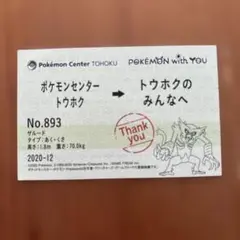 Pokémon Center TOHOKU
POKÉMON with YOU
ポケモンセンター
トウホク
➡
トウホクの
みんなへ
No.893
ザルード
タイプ:あく・くさ
高さ:1.8m 重さ:70.0kg
2020-12
Thank you